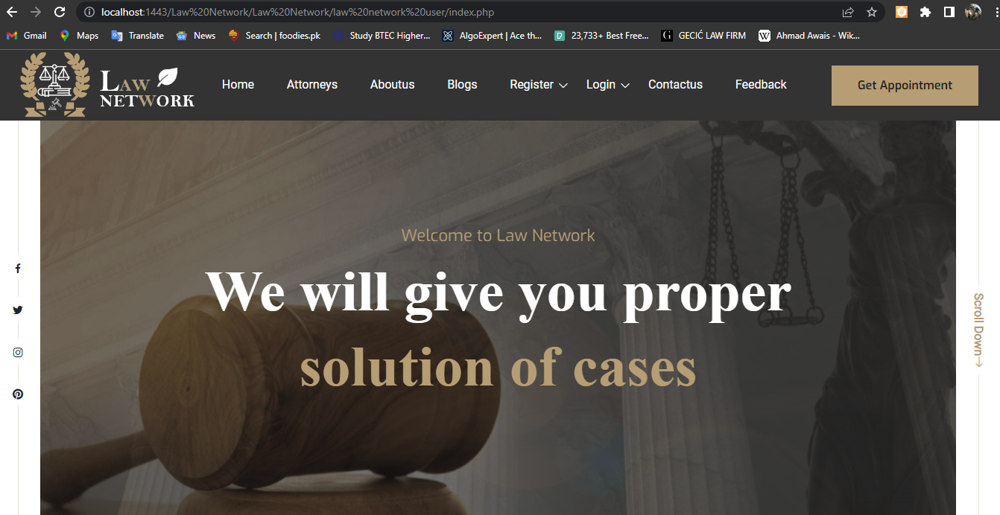 localhost:1443/Law%20Network/Law%20Network/law%20network%20user/index.php
Gmail Maps Translate News Search | foodies.pk Study BTEC Higher... AlgoExpert | Ace th... 23,733+ Best Free... GECIĆ LAW FIRM Ahmad Awais - Wik...
LAW
NETWORK
Home Attorneys Aboutus Blogs Register Login Contactus Feedback Get Appointment
Welcome to Law Network
We will give you proper
solution of cases
Scroll Down